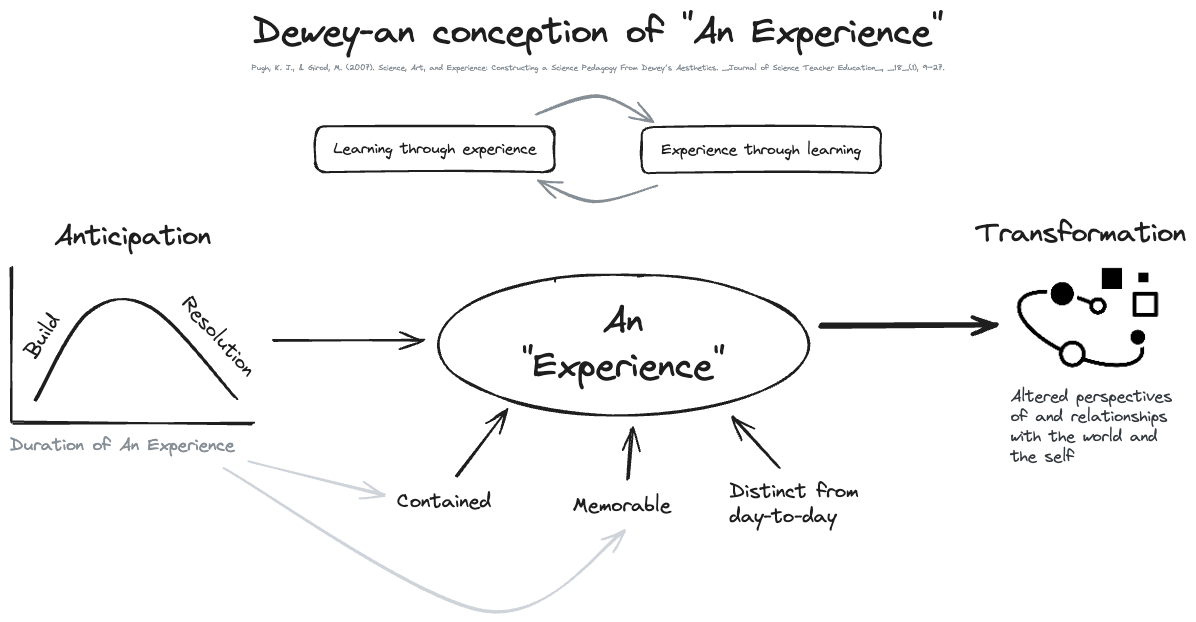 Dewey-an conception of "An Experience"
Pugh, K. J., & Girod, M. (2007). Science, Art, and Experience: Constructing a Science Pedagogy From Dewey's Aesthetics. _Journal of Science Teacher Education_, _18_(1), 9–27.
Learning through experience
Experience through learning
Anticipation
Build
Resolution
Duration of An Experience
An
"Experience"
Contained
Memorable
Distinct from
day-to-day
Transformation
Altered perspectives
of and relationships
with the world and
the self